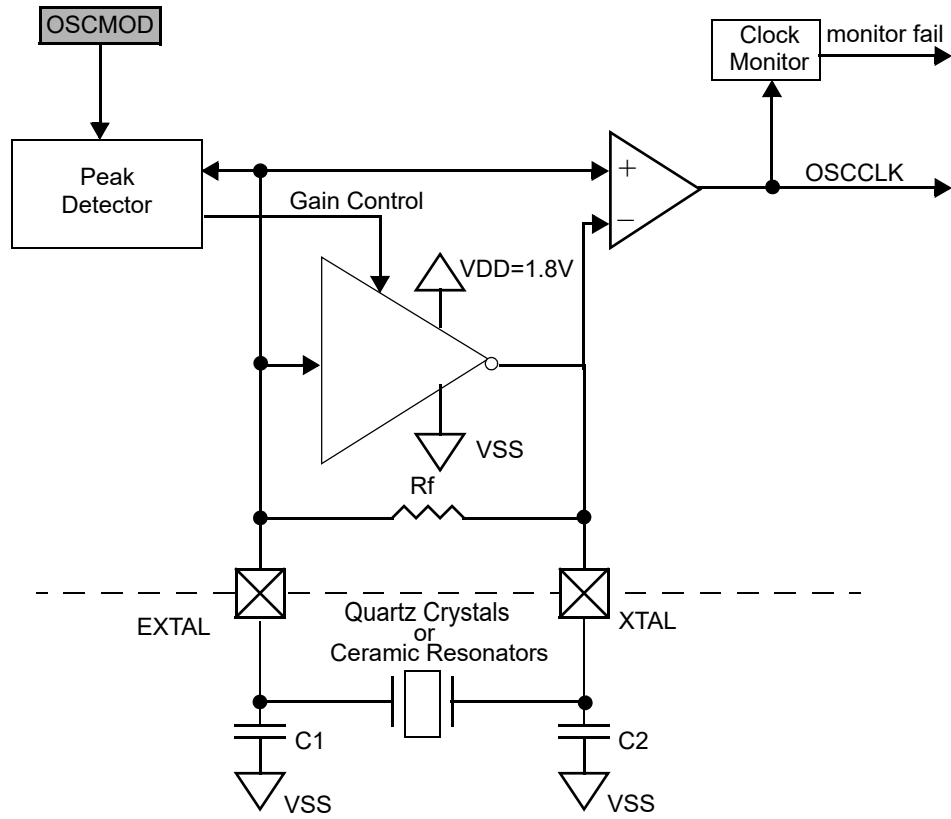 OSCMOD
Clock
Monitor
monitor fail
Peak
Detector
+
−
OSCCLK
Gain Control
VDD=1.8V
VSS
Rf
EXTAL
Quartz Crystals
or
Ceramic Resonators
XTAL
C1
C2
VSS
VSS